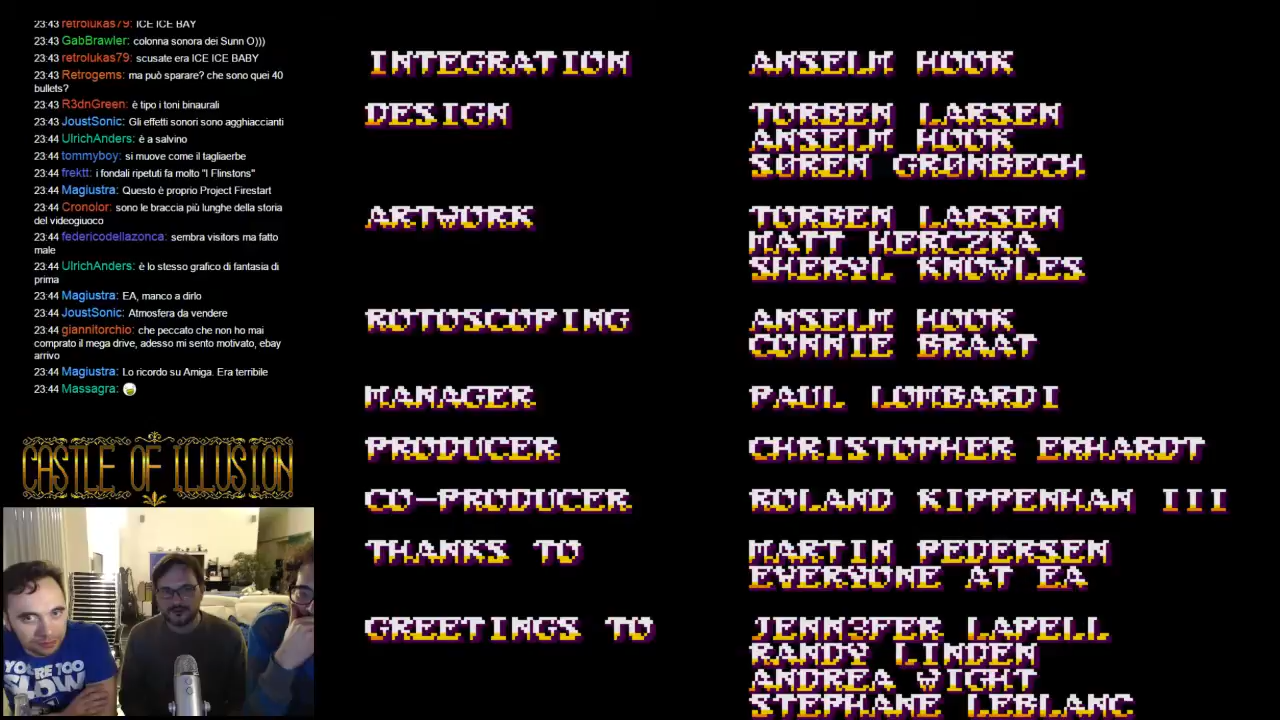 23:43 retrolukas79: ICE ICE BAY
23:43 GabBrawler: colonna sonora dei Sunn O)))
23:43 retrolukas79: scusate era ICE ICE BABY
23:43 Retrogems: ma può sparare? che sono quei 40
bullets?
23:43 R3dnGreen: è tipo i toni binaurali
23:43 JoustSonic: Gli effetti sonori sono agghiaccianti
23:44 UlrichAnders: è a salvino
23:44 tommyboy: si muove come il tagliaerbe
23:44 frektt: i fondali ripetuti fa molto "I Flinstons"
23:44 Magiustra: Questo è proprio Project Firestart
23:44 Cronolor: sono le braccia più lunghe della storia
del videogiuoco
23:44 federicodellazonca: sembra visitors ma fatto
male
23:44 UlrichAnders: è lo stesso grafico di fantasia di
prima
23:44 Magiustra: EA, manco a dirlo
23:44 JoustSonic: Atmosfera da vendere
23:44 giannitorchio: che peccato che non ho mai
comprato il mega drive, adesso mi sento motivato, ebay
arrivo
23:44 Magiustra: Lo ricordo su Amiga. Era terribile
23:44 Massagra:
CASTLE OF ILLUSION
YOU'RE TOO
SLOW
INTEGRATION ANSELM HOOK
DESIGN TORBEN LARSEN
ANSELM HOOK
SØREN GRØNBECH
ARTWORK TORBEN LARSEN
MATT HERCZKA
SHERYL KNOWLES
ROTOSCOPING ANSELM HOOK
CONNIE BRAAT
MANAGER PAUL LOMBARDI
PRODUCER CHRISTOPHER ERHARDT
CO-PRODUCER ROLAND KIPPENHAN III
THANKS TO MARTIN PEDERSEN
EVERYONE AT EA
GREETINGS TO JENN3FER LAPELL
RANDY LINDEN
ANDREA WIGHT
STEPHANE LEBLANC